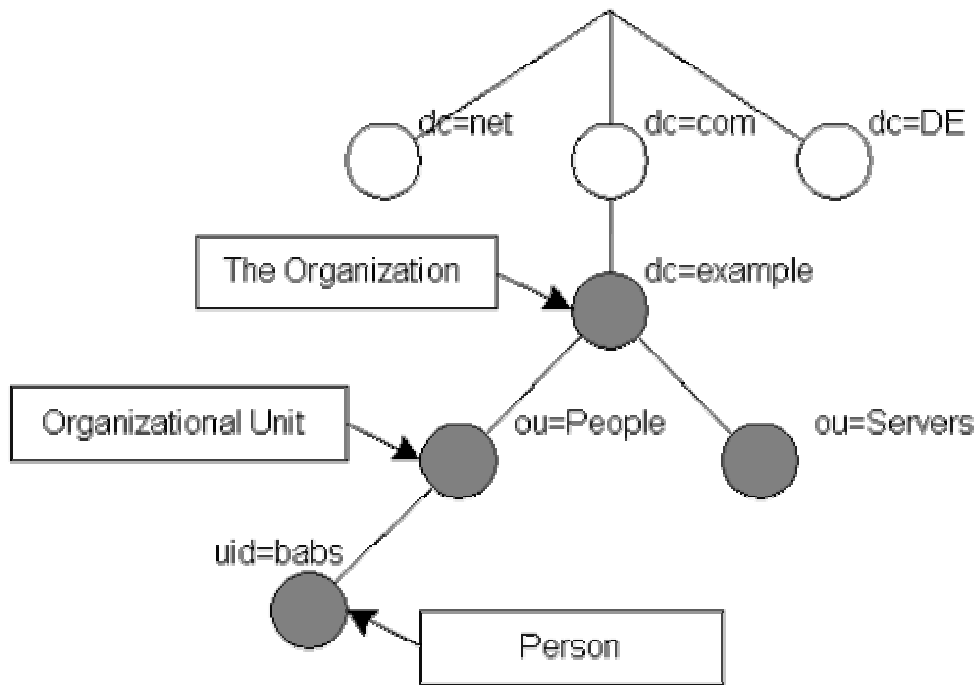 dc=net
dc=com
dc=DE
The Organization
dc=example
Organizational Unit
ou=People
ou=Servers
uid=babs
Person